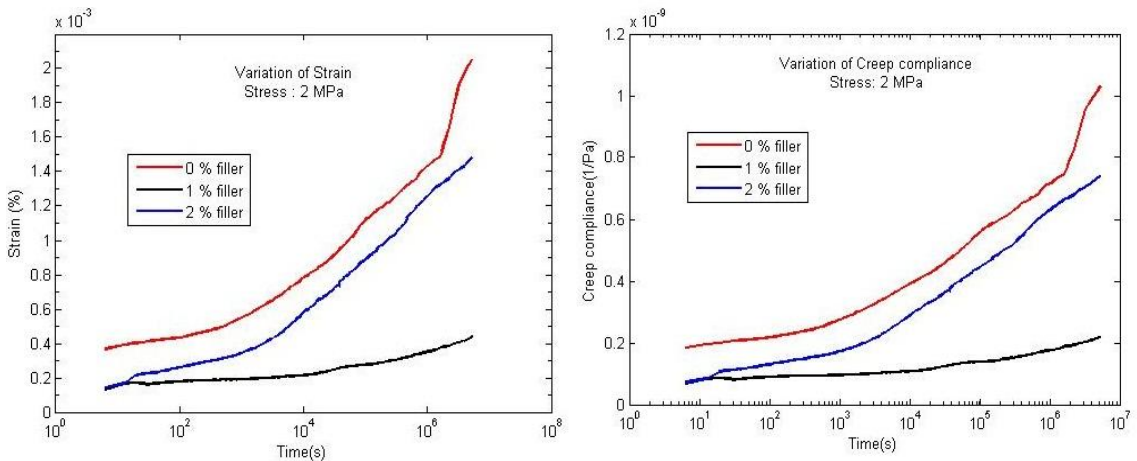 x 10-3
2
1.8
1.6
1.4
1.2
1
0.8
0.6
0.4
0.2
0
Strain (%)
Variation of Strain
Stress : 2 MPa
0 % filler
1 % filler
2 % filler
10^0
10^2
10^4
10^6
10^8
Time(s)
x 10-9
1.2
1
0.8
0.6
0.4
0.2
0
Creep compliance(1/Pa)
Variation of Creep compliance
Stress: 2 MPa
0 % filler
1 % filler
2 % filler
10^0
10^1
10^2
10^3
10^4
10^5
10^6
10^7
Time(s)